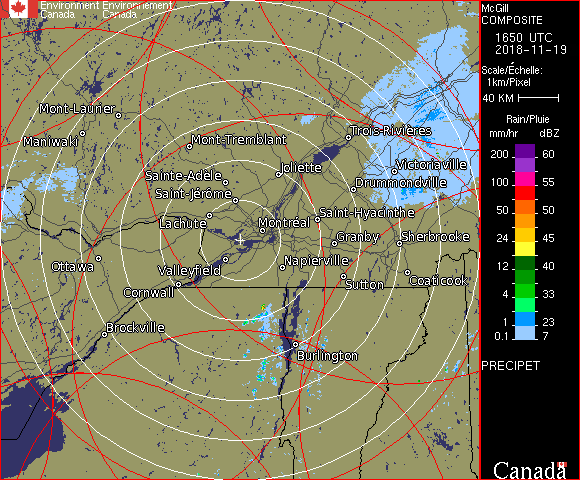 Environment Environnement
Canada Canada
McGill
COMPOSITE
1650 UTC
2018-11-19
Scale/Échelle:
1km/Pixel
40 KM
Rain/Pluie
mm/hr dBZ
200 60
100 55
50 50
24 45
12 40
4 33
1 23
0.1 7
PRECIPET
Canada
Mont-Laurier
Maniwaki
Mont-Tremblant
Trois-Rivières
Joliette
Victoriaville
Sainte-Adèle
Drummondville
Saint-Jérôme
Lachute
Montréal
Saint-Hyacinthe
Granby
Sherbrooke
Ottawa
Valleyfield
Napierville
Cornwall
Sutton
Coaticook
Brockville
Burlington